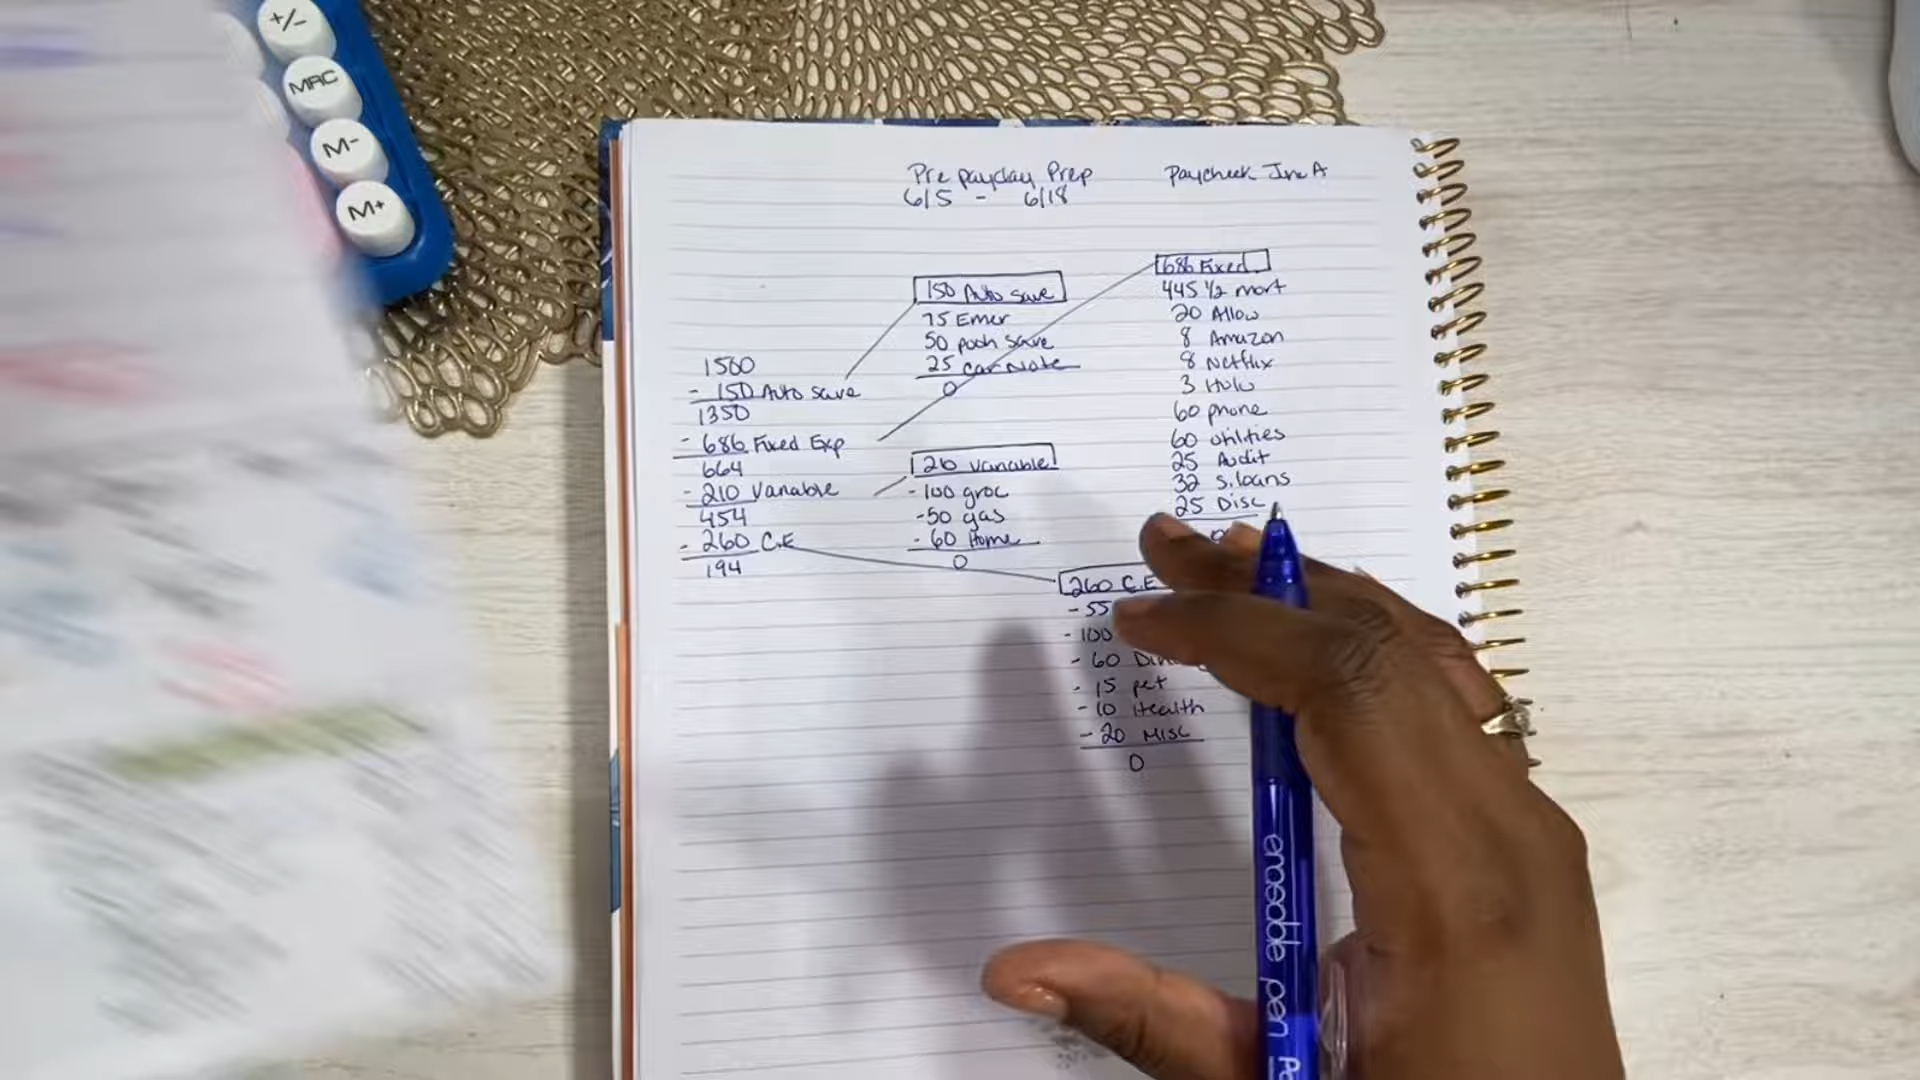 +/-
MRC
M-
M+
Pre payday Prep
6/5 - 6/18
Paycheck June A
1500
- 150 Auto save
1350
- 686 Fixed Exp
664
- 210 Variable
454
- 260 C.E
194
150 Auto save
75 Emer
50 pooh save
25 car Note
0
210 variable
- 100 groc
- 50 gas
- 60 Home
0
686 Fixed
445 1/2 mort
20 Allow
8 Amazon
8 Netflix
3 Hulu
60 phone
60 utilities
25 Audit
32 s.loans
25 Disc
260 C.E
- 55
- 100
- 60
- 15 pet
- 10 Health
- 20 Misc
0
erasable pen